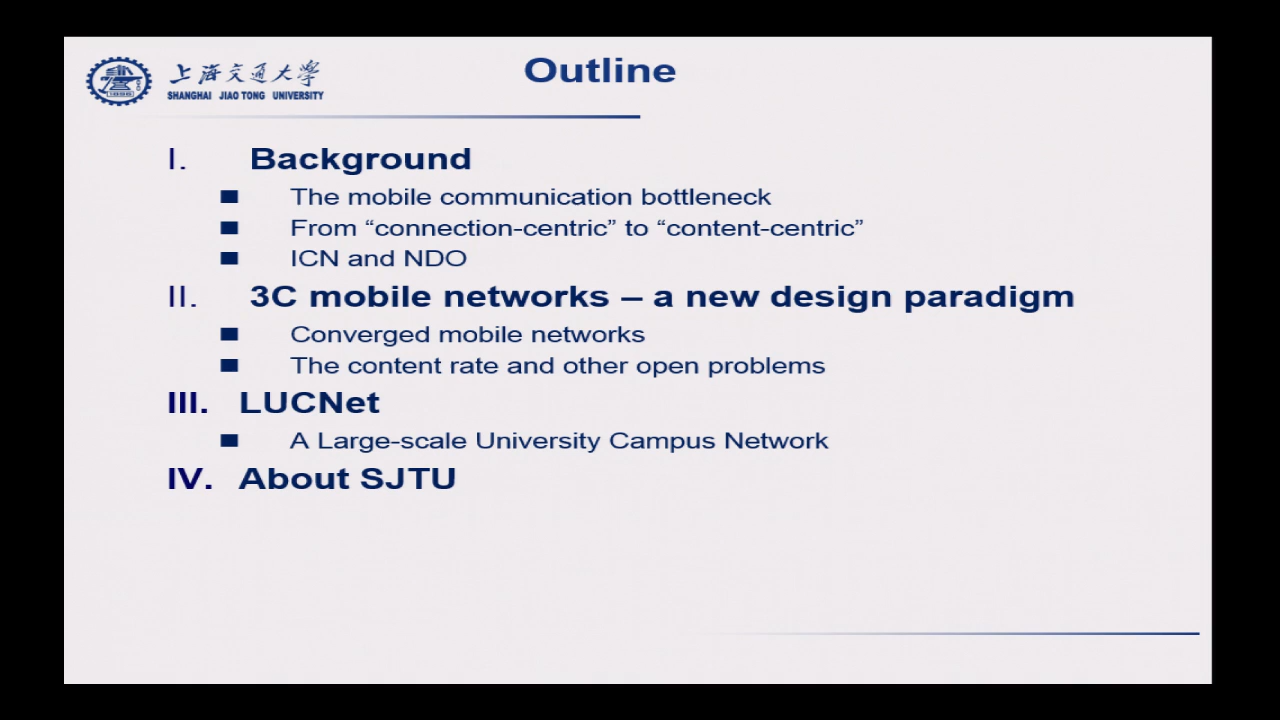 上海交通大学
SHANGHAI JIAO TONG UNIVERSITY
Outline
I. Background
■ The mobile communication bottleneck
■ From “connection-centric” to “content-centric”
■ ICN and NDO
II. 3C mobile networks – a new design paradigm
■ Converged mobile networks
■ The content rate and other open problems
III. LUCNet
■ A Large-scale University Campus Network
IV. About SJTU